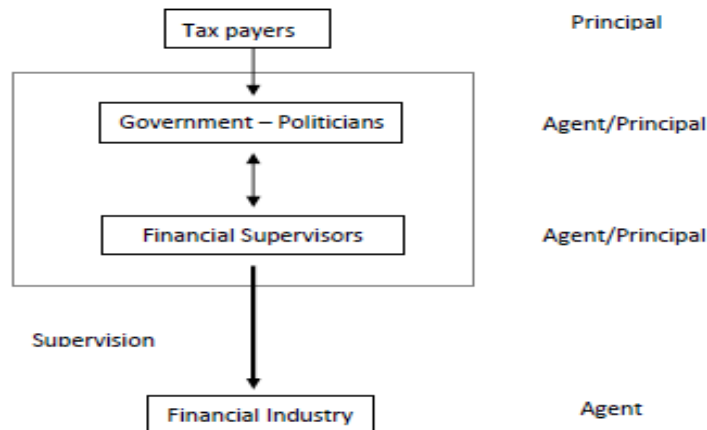 Tax payers
Principal
Government – Politicians
Agent/Principal
Financial Supervisors
Agent/Principal
Supervision
Financial Industry
Agent